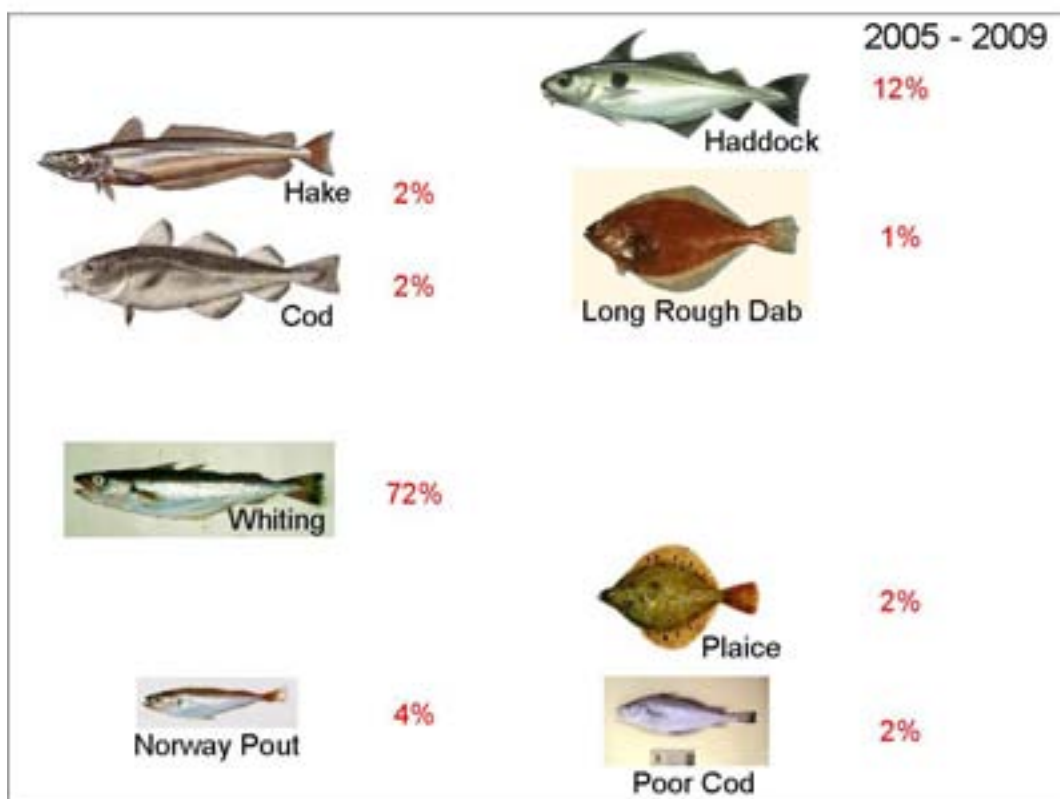 2005 - 2009
12%
Haddock
Hake 2%
1%
2%
Cod
Long Rough Dab
72%
Whiting
2%
Plaice
4%
Norway Pout
2%
Poor Cod